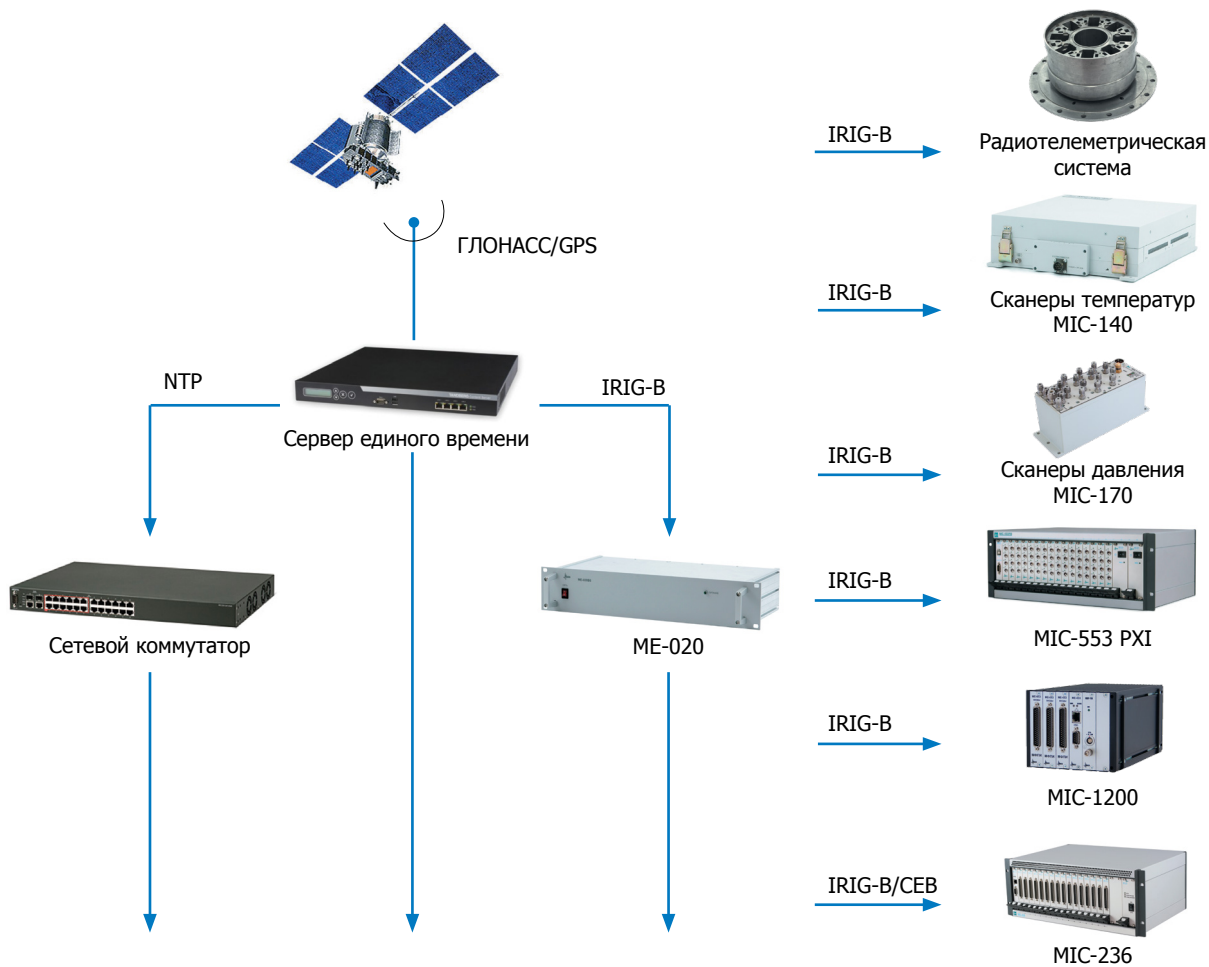 ГЛОНАСС/GPS
NTP
IRIG-B
Сервер единого времени
Сетевой коммутатор
ME-020
IRIG-B
Радиотелеметрическая
система
IRIG-B
Сканеры температур
MIC-140
IRIG-B
Сканеры давления
MIC-170
IRIG-B
MIC-553 PXI
IRIG-B
MIC-1200
IRIG-B/СЕВ
MIC-236